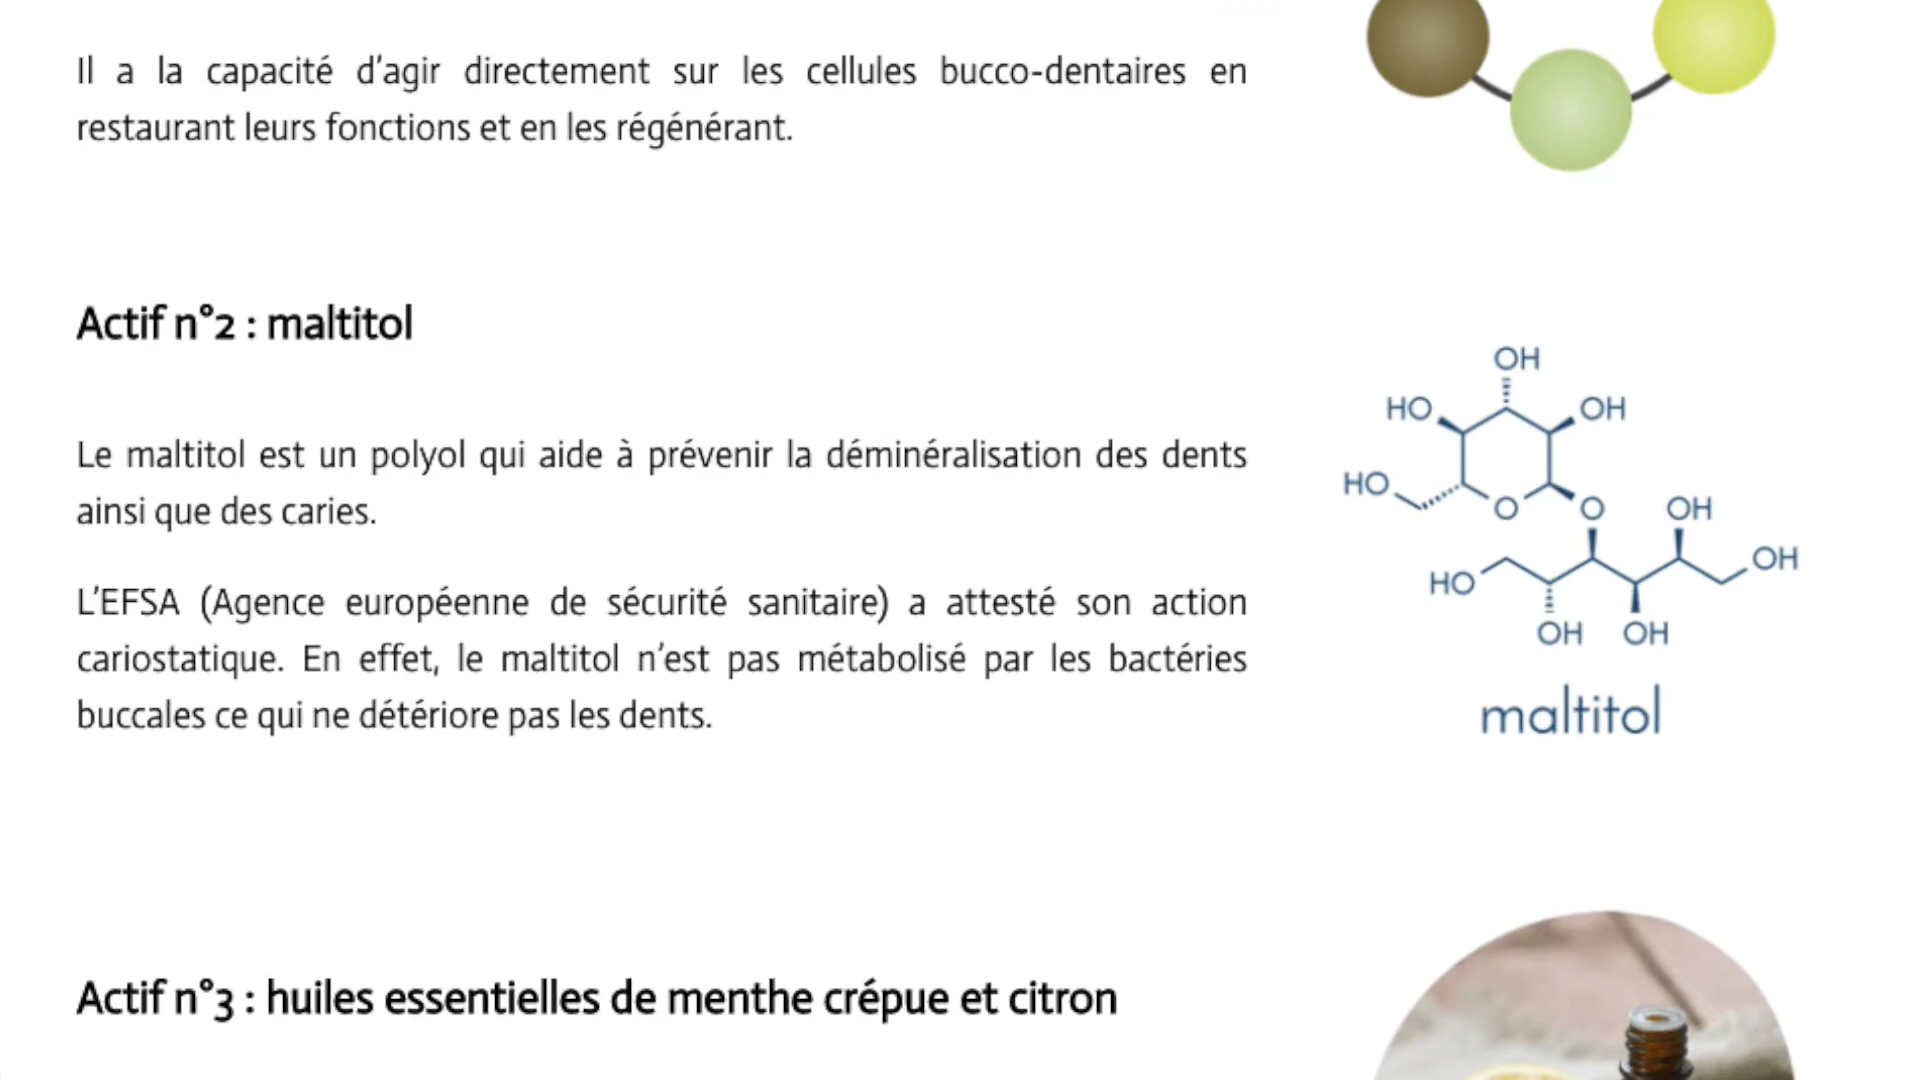 Il a la capacité d’agir directement sur les cellules bucco-dentaires en
restaurant leurs fonctions et en les régénérant.
Actif n°2 : maltitol
Le maltitol est un polyol qui aide à prévenir la déminéralisation des dents
ainsi que des caries.
L’EFSA (Agence européenne de sécurité sanitaire) a attesté son action
cariostatique. En effet, le maltitol n’est pas métabolisé par les bactéries
buccales ce qui ne détériore pas les dents.
OH
HO
OH
HO
O
O
OH
OH
HO
OH
OH
maltitol
Actif n°3 : huiles essentielles de menthe crépue et citron